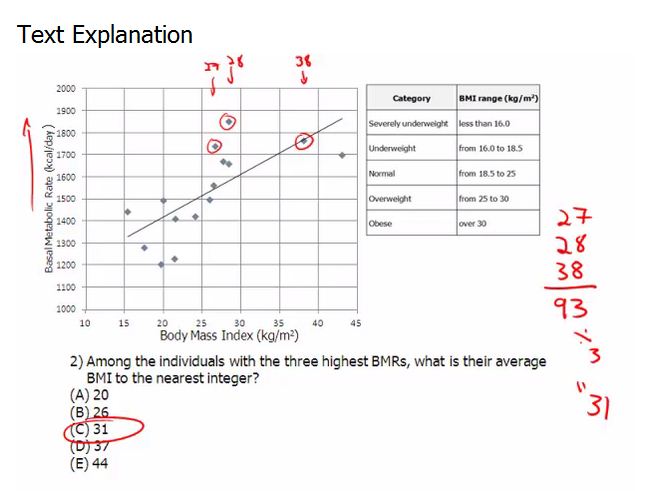 Text Explanation
27 28 38
2000
1900
1800
1700
1600
1500
1400
1300
1200
1100
1000
Basal Metabolic Rate (kcal/day)
10 15 20 25 30 35 40 45
Body Mass Index (kg/m²)
Category BMI range (kg/m²)
Severely underweight less than 16.0
Underweight from 16.0 to 18.5
Normal from 18.5 to 25
Overweight from 25 to 30
Obese over 30
27
28
38
93
÷
3
"
31
2) Among the individuals with the three highest BMRs, what is their average
BMI to the nearest integer?
(A) 20
(B) 26
(C) 31
(D) 37
(E) 44